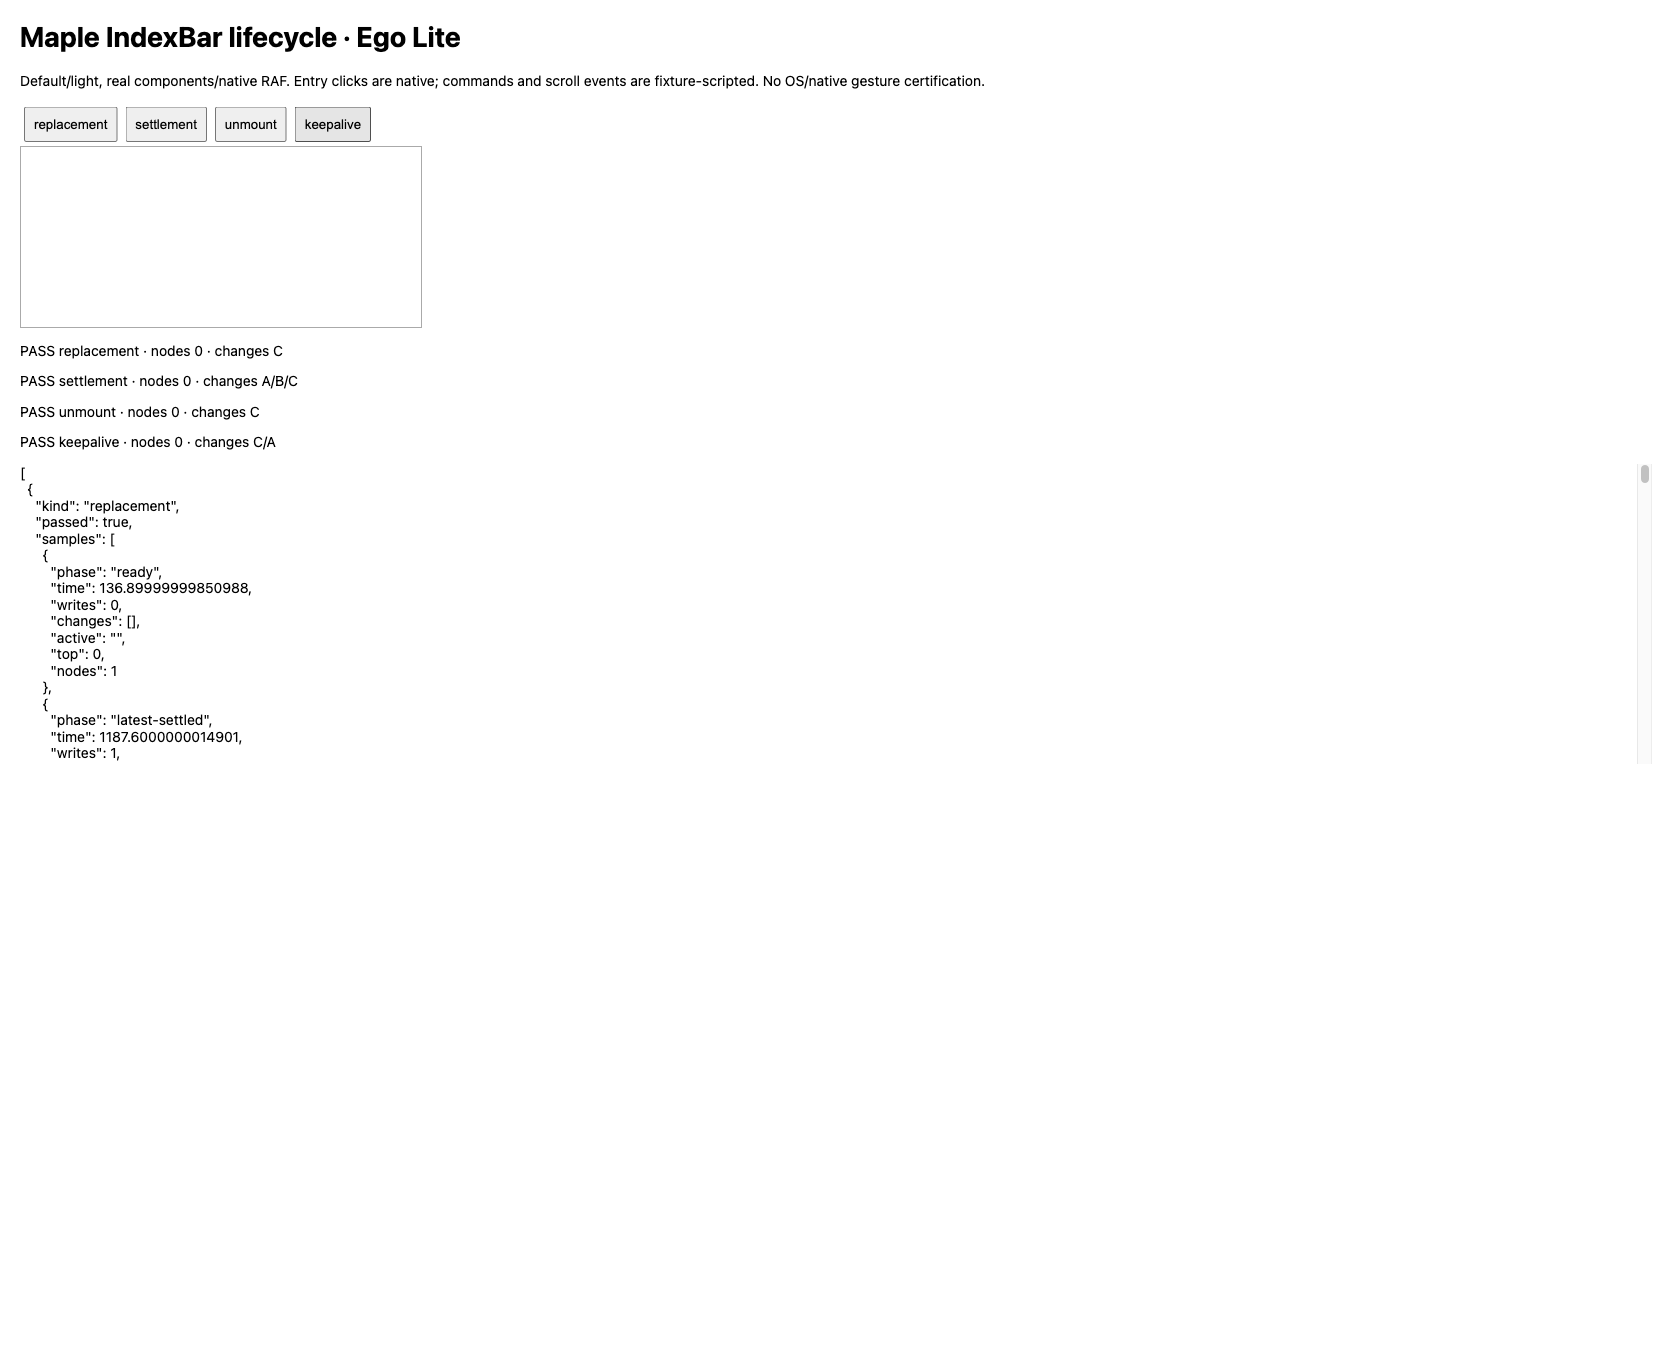 Maple IndexBar lifecycle · Ego Lite
Default/light, real components/native RAF. Entry clicks are native; commands and scroll events are fixture-scripted. No OS/native gesture certification.
replacement settlement unmount keepalive
PASS replacement · nodes 0 · changes C
PASS settlement · nodes 0 · changes A/B/C
PASS unmount · nodes 0 · changes C
PASS keepalive · nodes 0 · changes C/A
[
  {
    "kind": "replacement",
    "passed": true,
    "samples": [
      {
        "phase": "ready",
        "time": 136.89999999850988,
        "writes": 0,
        "changes": [],
        "active": "",
        "top": 0,
        "nodes": 1
      },
      {
        "phase": "latest-settled",
        "time": 1187.6000000014901,
        "writes": 1,